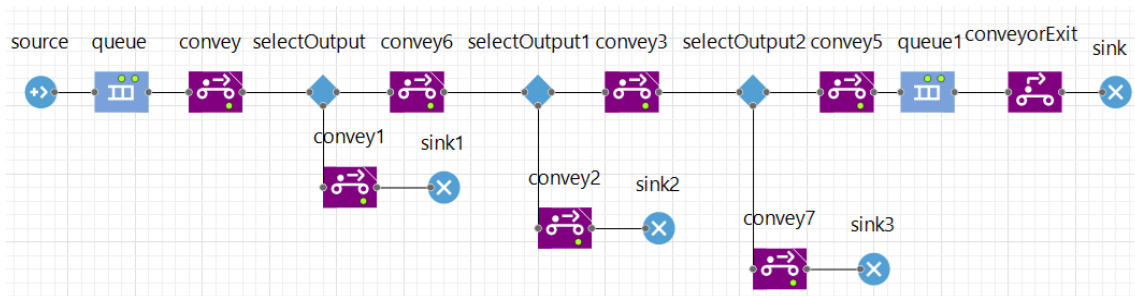 source queue convey selectOutput convey6 selectOutput1 convey3 selectOutput2 convey5 queue1 conveyorExit sink
convey1 sink1
convey2 sink2
convey7 sink3